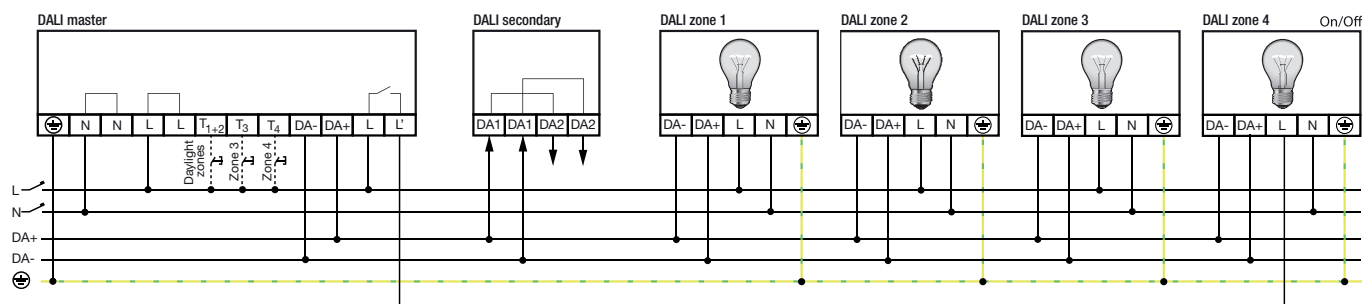 DALI master
DALI secondary
DALI zone 1
DALI zone 2
DALI zone 3
DALI zone 4
On/Off
N N L L T1+2 T3 T4 DA- DA+ L L'
DA1 DA1 DA2 DA2
DA- DA+ L N
DA- DA+ L N
DA- DA+ L N
DA- DA+ L N
Daylight
zones
Zone 3
Zone 4
L
N
DA+
DA-